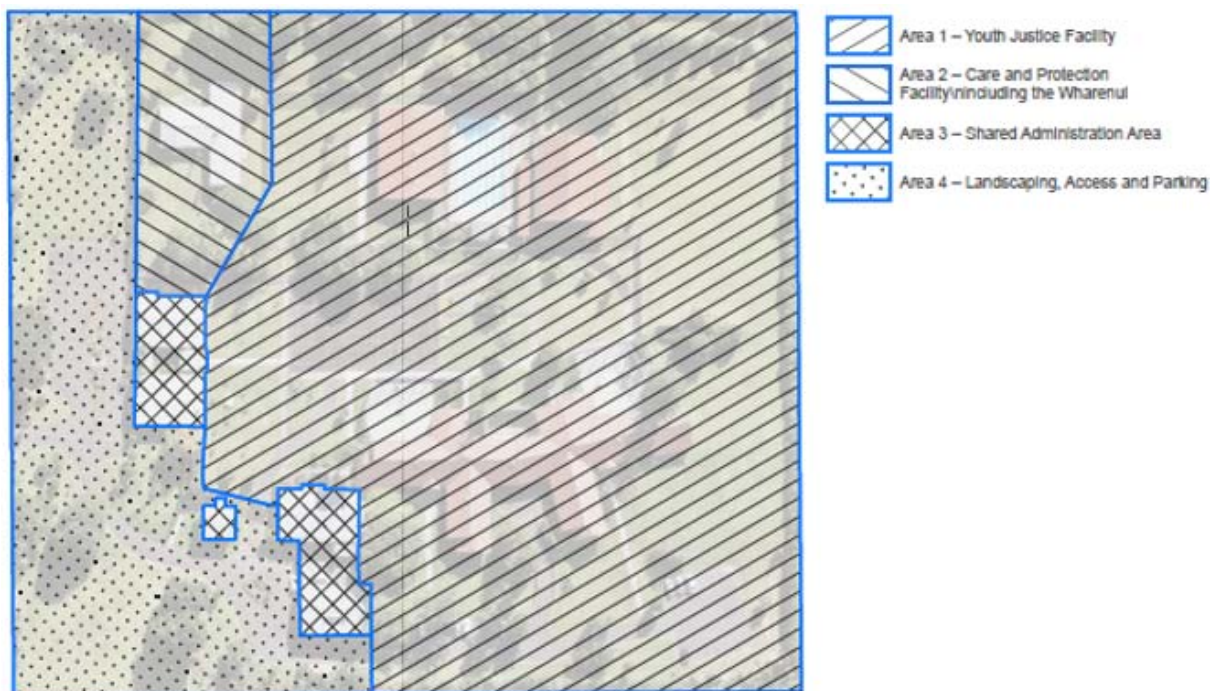 Area 1 – Youth Justice Facility
Area 2 – Care and Protection
Facility\nincluding the Wharenui
Area 3 – Shared Administration Area
Area 4 – Landscaping, Access and Parking